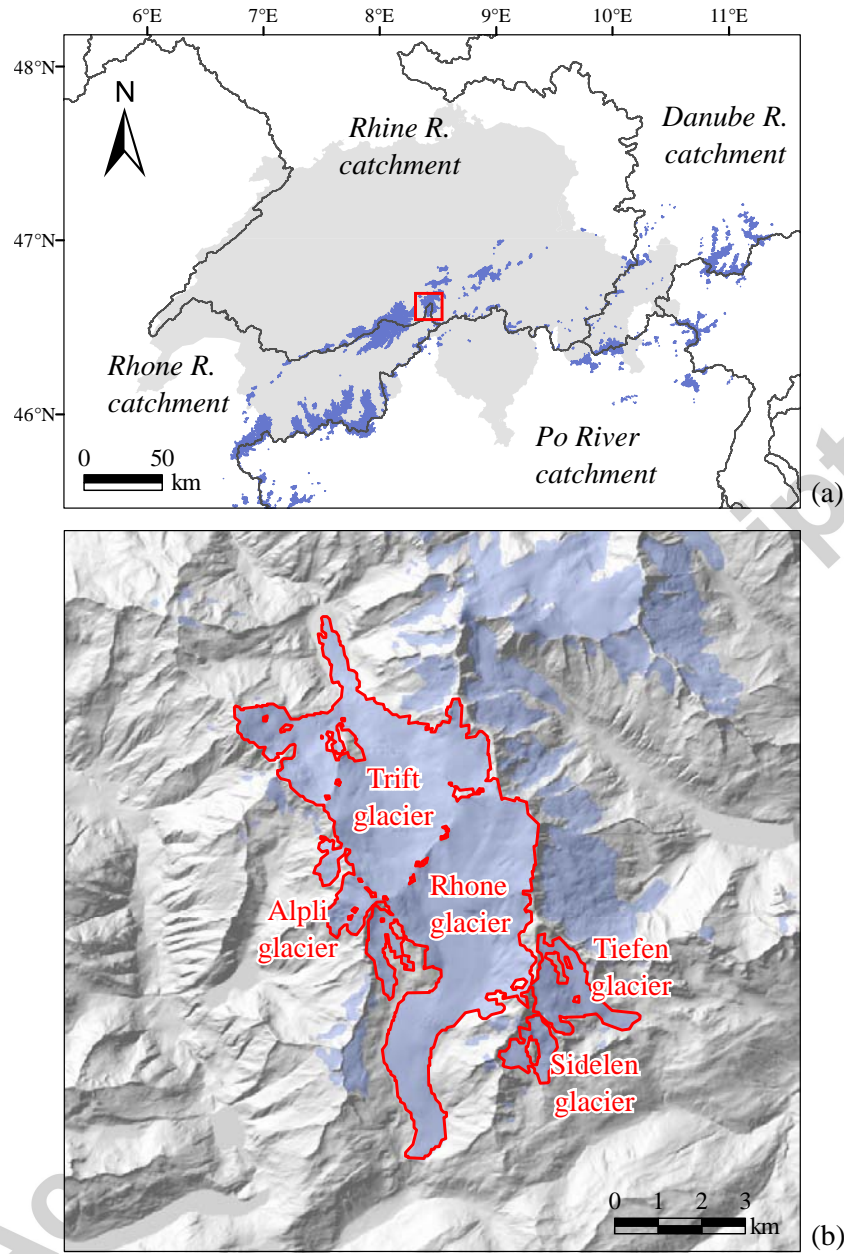 6°E 7°E 8°E 9°E 10°E 11°E
48°N
N
Rhine R.
catchment
Danube R.
catchment
47°N
Rhone R.
catchment
46°N
Po River
catchment
0 50
km
(a)
Trift
glacier
Rhone
glacier
Alpli
glacier
Tiefen
glacier
Sidelen
glacier
0 1 2 3
km
(b)